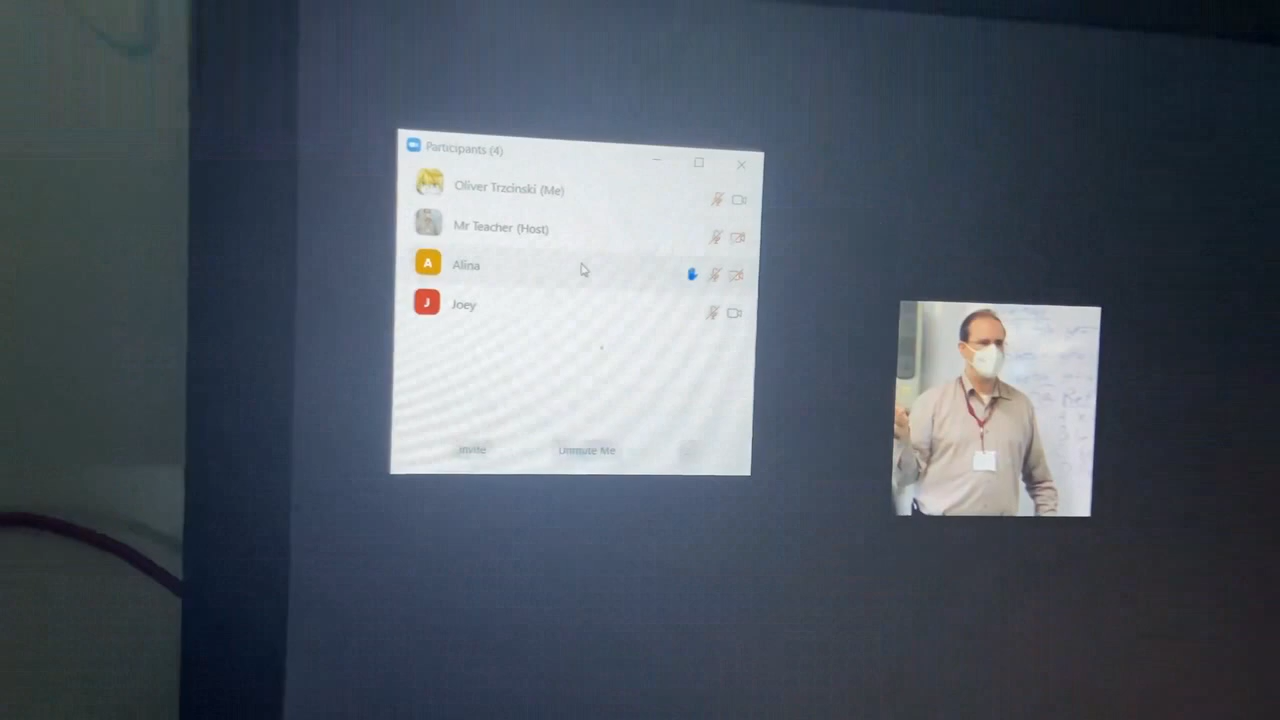 Participants (4)
Oliver Trzcinski (Me)
Mr Teacher (Host)
A Alina
J Joey
Invite
Unmute Me